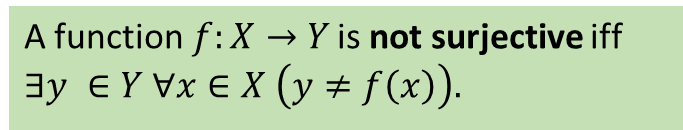 A function 𝑓: 𝑋 → 𝑌 is not surjective iff
∃𝑦 ∈ 𝑌 ∀𝑥 ∈ 𝑋 (𝑦 ≠ 𝑓(𝑥)).